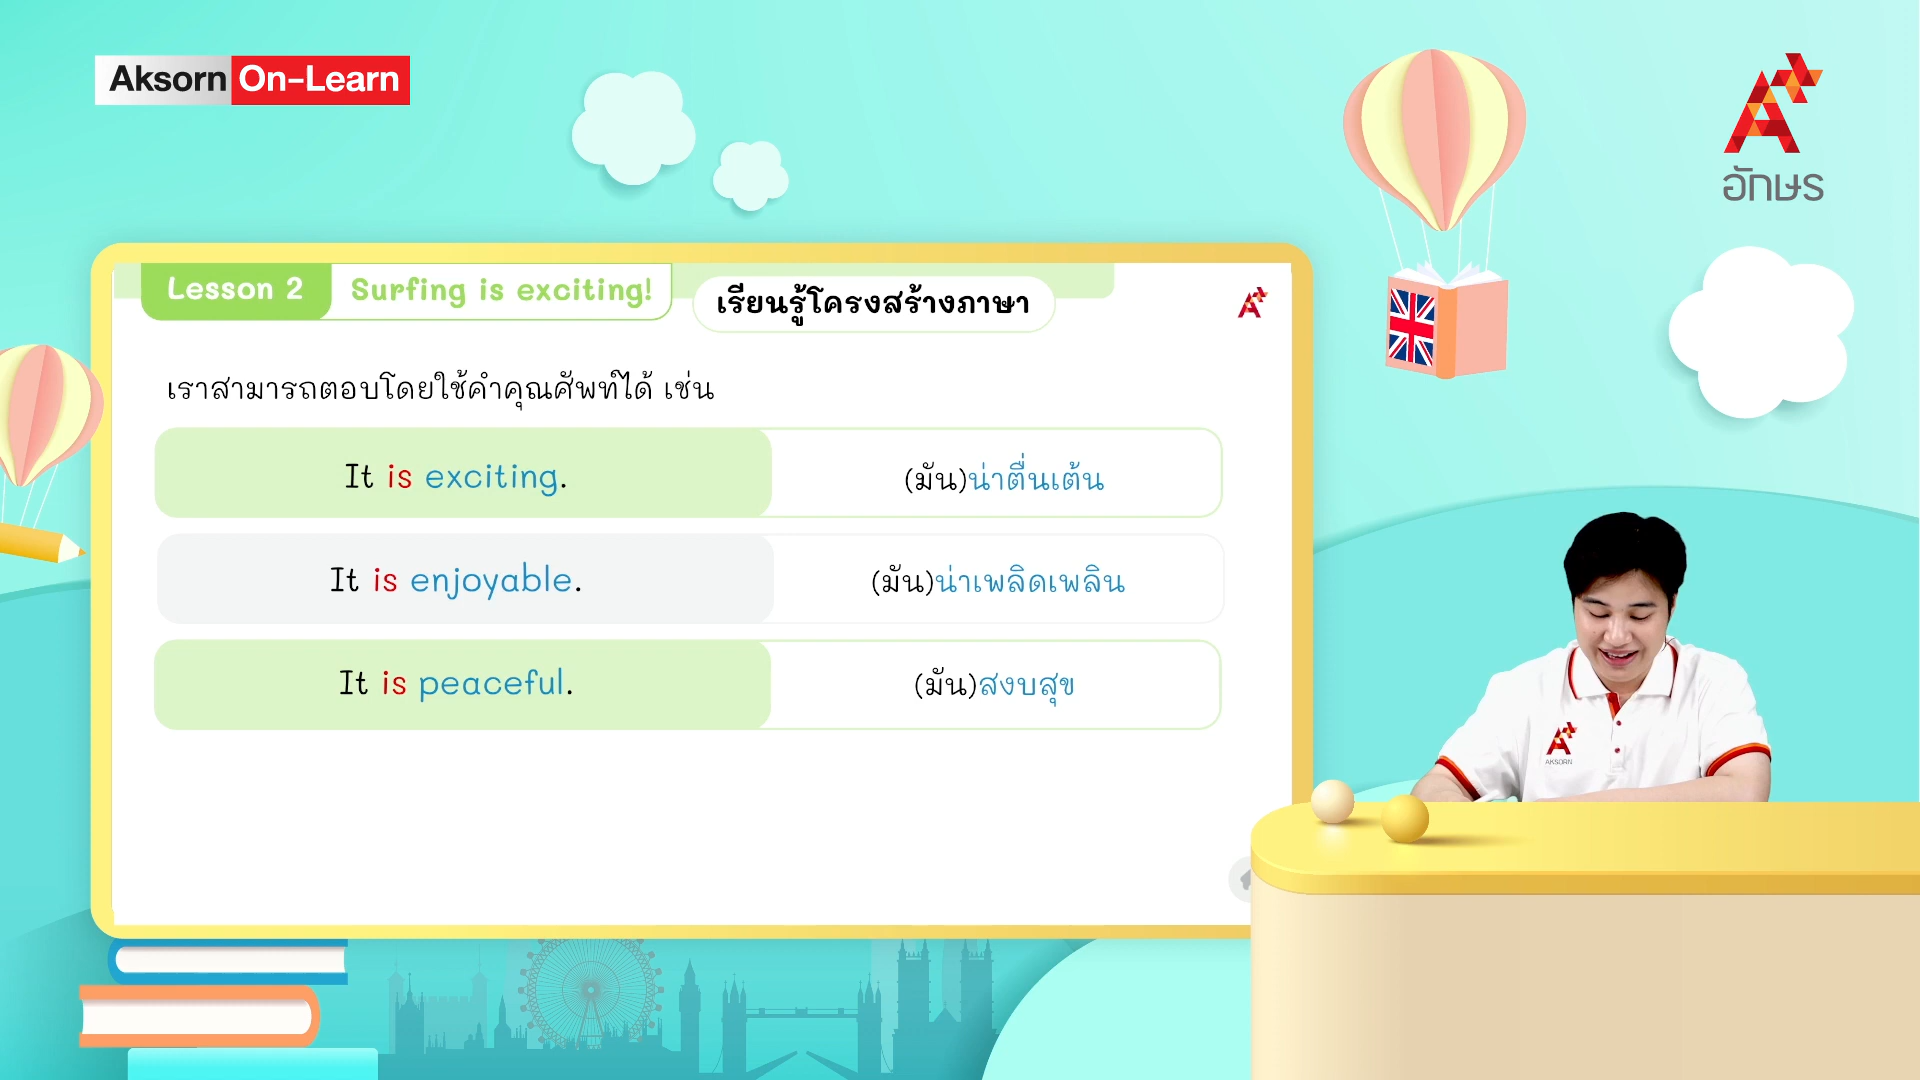 Aksorn On-Learn
อักษร
Lesson 2 Surfing is exciting!
เรียนรู้โครงสร้างภาษา
เราสามารถตอบโดยใช้คำคุณศัพท์ได้ เช่น
It is exciting. (มัน)น่าตื่นเต้น
It is enjoyable. (มัน)น่าเพลิดเพลิน
It is peaceful. (มัน)สงบสุข
AKSORN